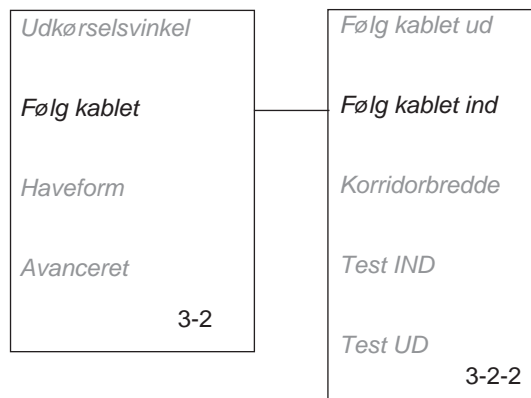 Udkørselsvinkel
Følg kablet
Haveform
Avanceret
3-2
Følg kablet ud
Følg kablet ind
Korridorbredde
Test IND
Test UD
3-2-2